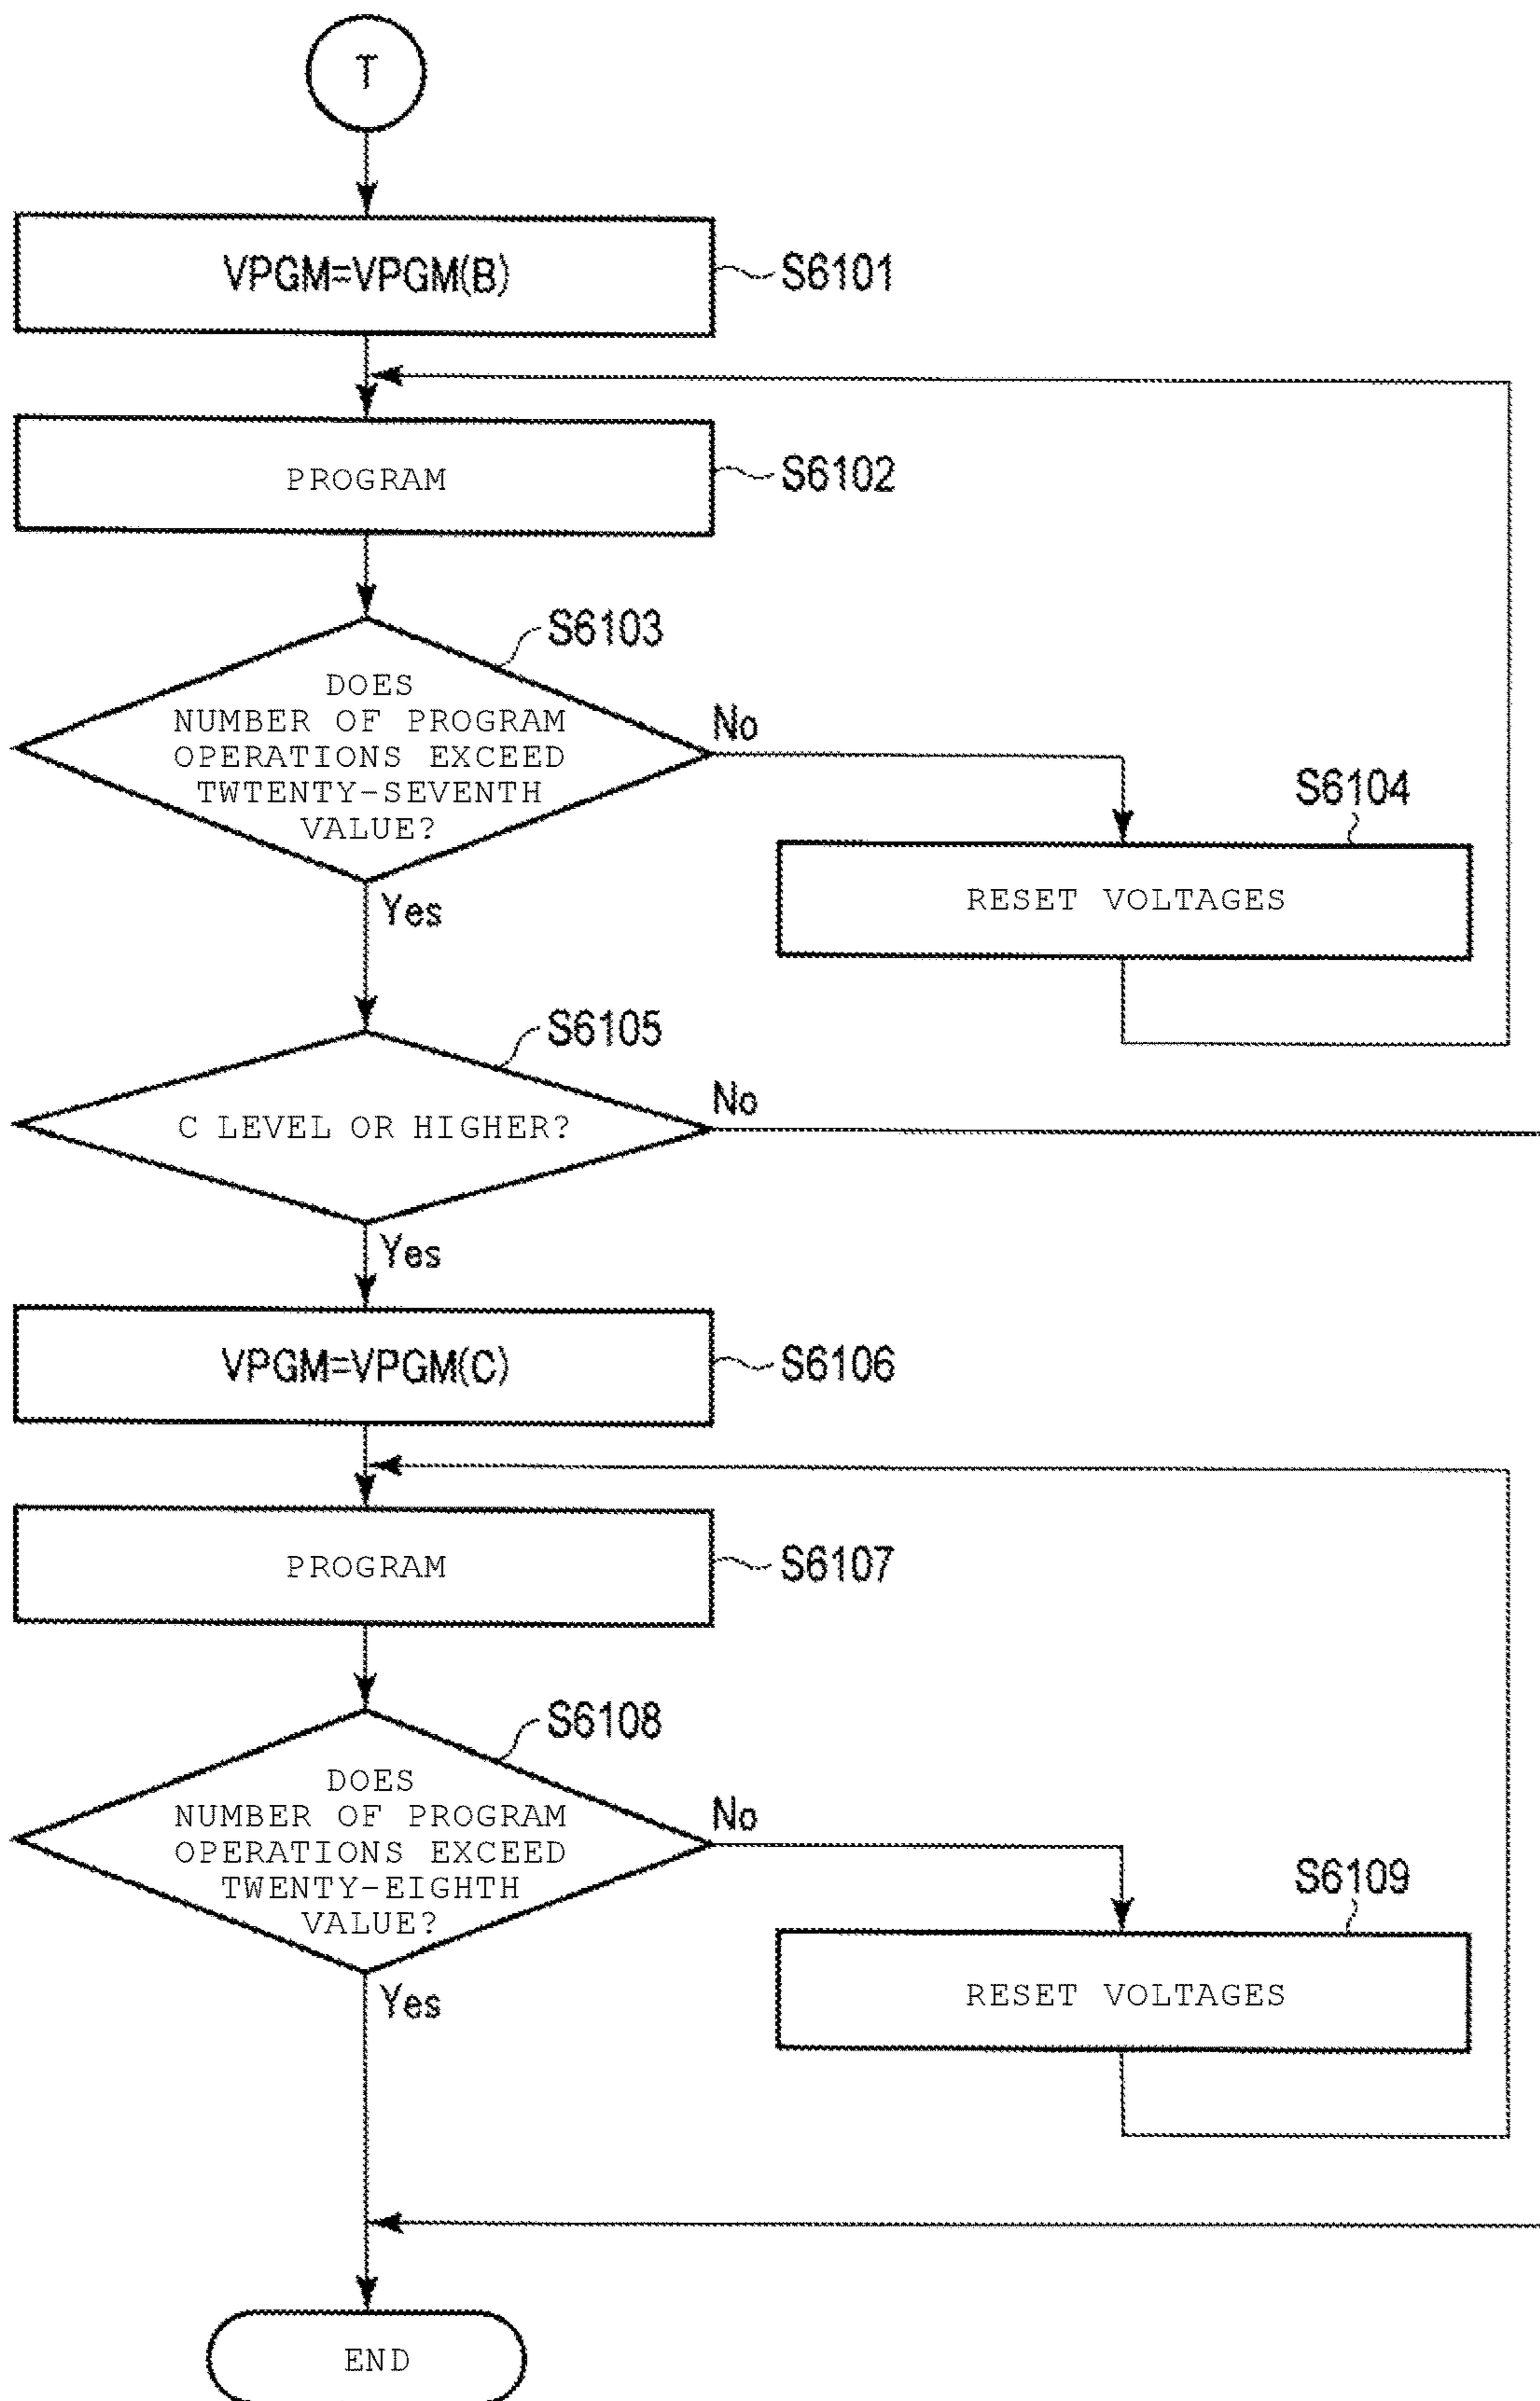 T
VPGM=VPGM(B)
S6101
PROGRAM
S6102
S6103
DOES
NUMBER OF PROGRAM
OPERATIONS EXCEED
TWTENTY-SEVENTH
VALUE?
No
Yes
S6104
RESET VOLTAGES
S6105
C LEVEL OR HIGHER?
No
Yes
VPGM=VPGM(C)
S6106
PROGRAM
S6107
S6108
DOES
NUMBER OF PROGRAM
OPERATIONS EXCEED
TWENTY-EIGHTH
VALUE?
No
Yes
S6109
RESET VOLTAGES
END